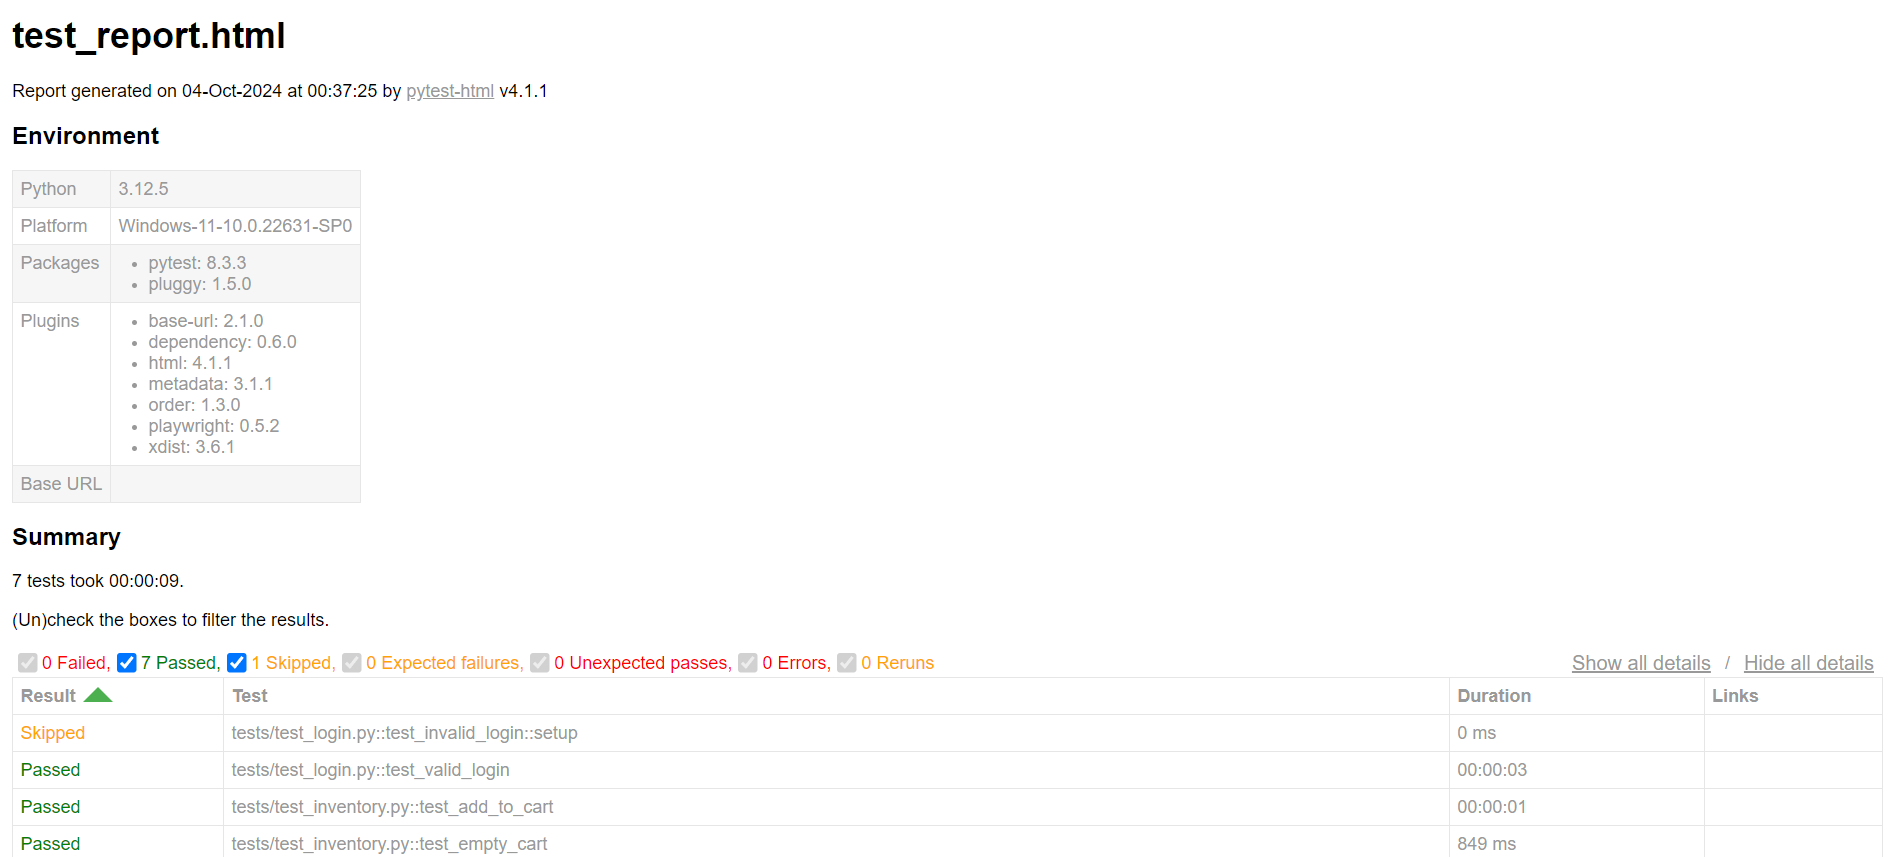 test_report.html
Report generated on 04-Oct-2024 at 00:37:25 by pytest-html v4.1.1
Environment
Python 3.12.5
Platform Windows-11-10.0.22631-SP0
Packages
• pytest: 8.3.3
• pluggy: 1.5.0
Plugins
• base-url: 2.1.0
• dependency: 0.6.0
• html: 4.1.1
• metadata: 3.1.1
• order: 1.3.0
• playwright: 0.5.2
• xdist: 3.6.1
Base URL
Summary
7 tests took 00:00:09.
(Un)check the boxes to filter the results.
0 Failed, 7 Passed, 1 Skipped, 0 Expected failures, 0 Unexpected passes, 0 Errors, 0 Reruns Show all details / Hide all details
Result Test Duration Links
Skipped tests/test_login.py::test_invalid_login::setup 0 ms
Passed tests/test_login.py::test_valid_login 00:00:03
Passed tests/test_inventory.py::test_add_to_cart 00:00:01
Passed tests/test_inventory.py::test_empty_cart 849 ms